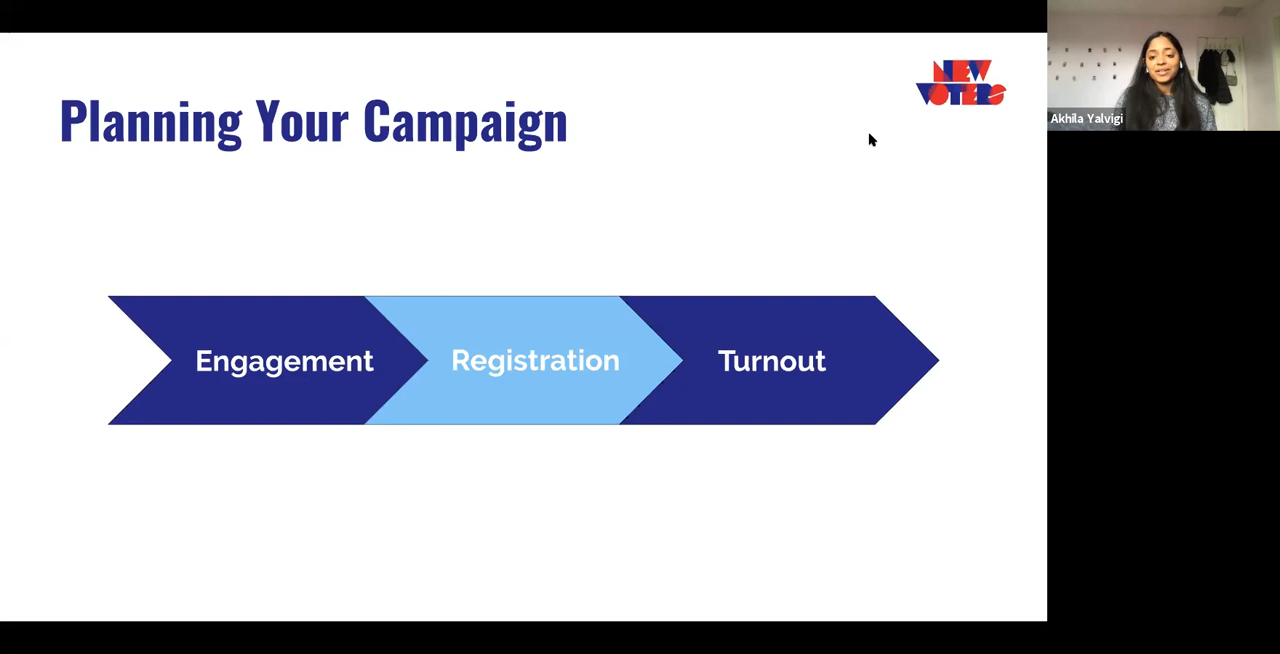 Planning Your Campaign
NEW
VOTERS
Akhila Yalvigi
Engagement
Registration
Turnout